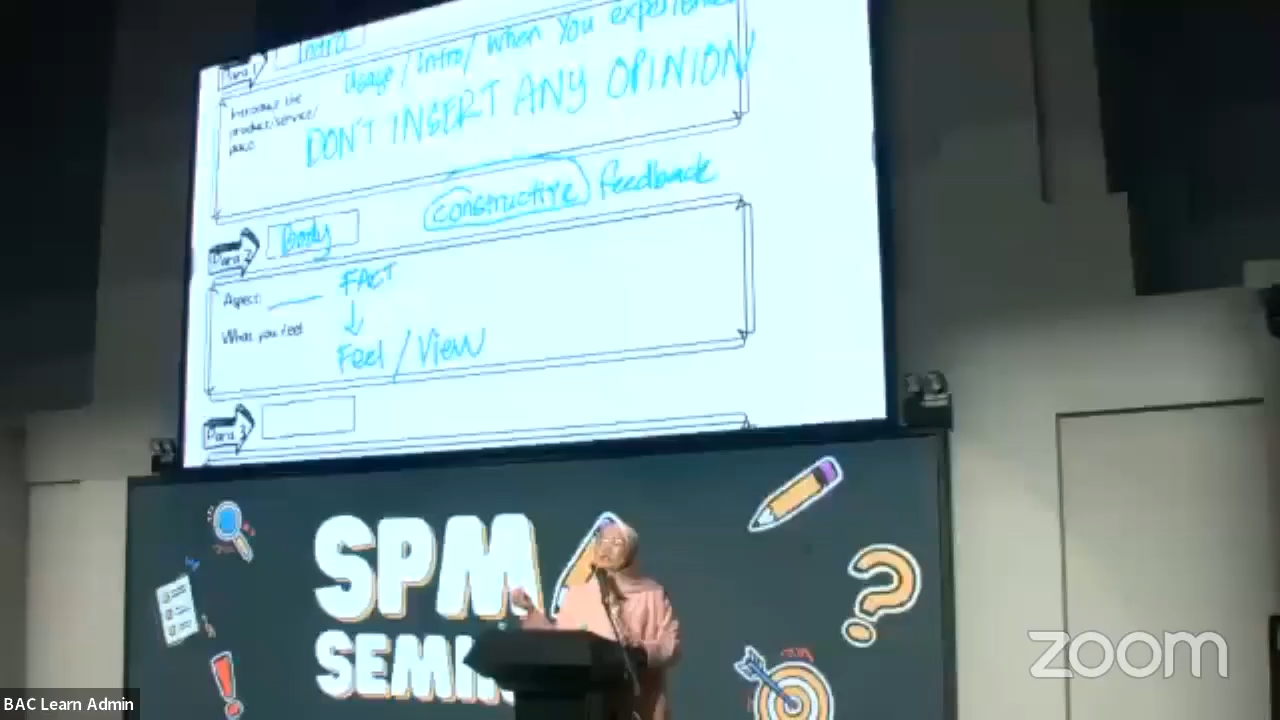 Para 1
Intro
Usage / Intro / When You experienced
Introduce the
product/service/
place
DON'T INSERT ANY OPINION
constructive feedback
Para 2
Body
Aspect:
FACT
What you feel
Feel / View
Para 3
SPM
SEMI
zoom
BAC Learn Admin